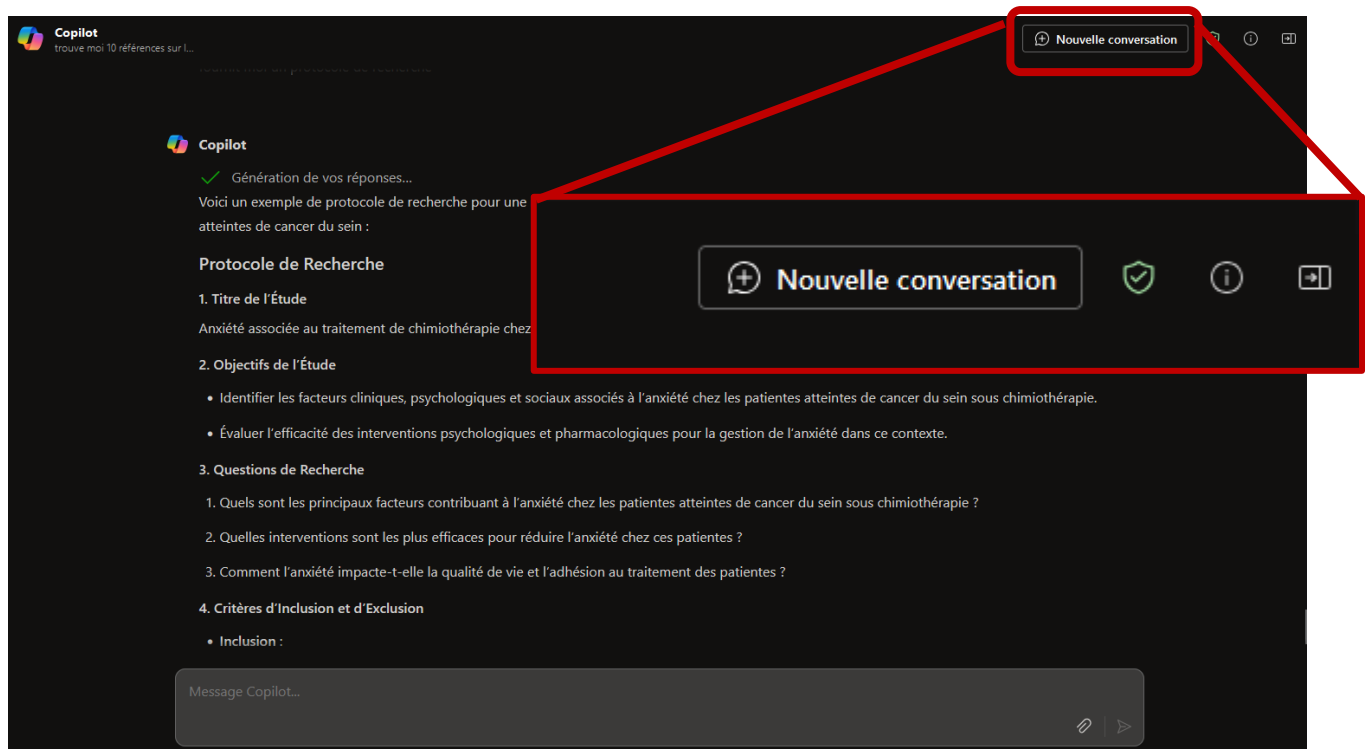 Copilot
trouve moi 10 références sur l...
Nouvelle conversation
fournit moi un protocole de recherche
Copilot
Génération de vos réponses...
Voici un exemple de protocole de recherche pour une
atteintes de cancer du sein :
Nouvelle conversation
Protocole de Recherche
1. Titre de l'Étude
Anxiété associée au traitement de chimiothérapie chez
2. Objectifs de l'Étude
• Identifier les facteurs cliniques, psychologiques et sociaux associés à l'anxiété chez les patientes atteintes de cancer du sein sous chimiothérapie.
• Évaluer l'efficacité des interventions psychologiques et pharmacologiques pour la gestion de l'anxiété dans ce contexte.
3. Questions de Recherche
1. Quels sont les principaux facteurs contribuant à l'anxiété chez les patientes atteintes de cancer du sein sous chimiothérapie ?
2. Quelles interventions sont les plus efficaces pour réduire l'anxiété chez ces patientes ?
3. Comment l'anxiété impacte-t-elle la qualité de vie et l'adhésion au traitement des patientes ?
4. Critères d'Inclusion et d'Exclusion
• Inclusion :
Message Copilot...